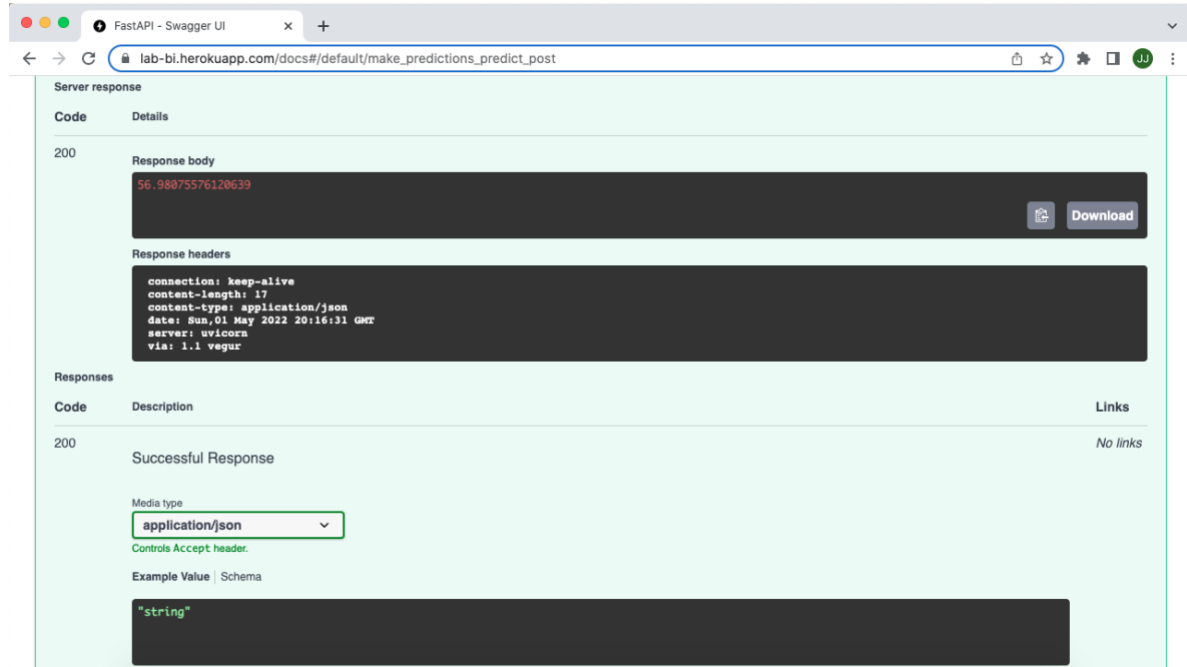 FastAPI - Swagger UI
lab-bi.herokuapp.com/docs#/default/make_predictions_predict_post
JJ
Server response
Code Details
200
Response body
56.98075576120639
Download
Response headers
connection: keep-alive
content-length: 17
content-type: application/json
date: Sun,01 May 2022 20:16:31 GMT
server: uvicorn
via: 1.1 vegur
Responses
Code Description Links
200 No links
Successful Response
Media type
application/json
Controls Accept header.
Example Value Schema
"string"